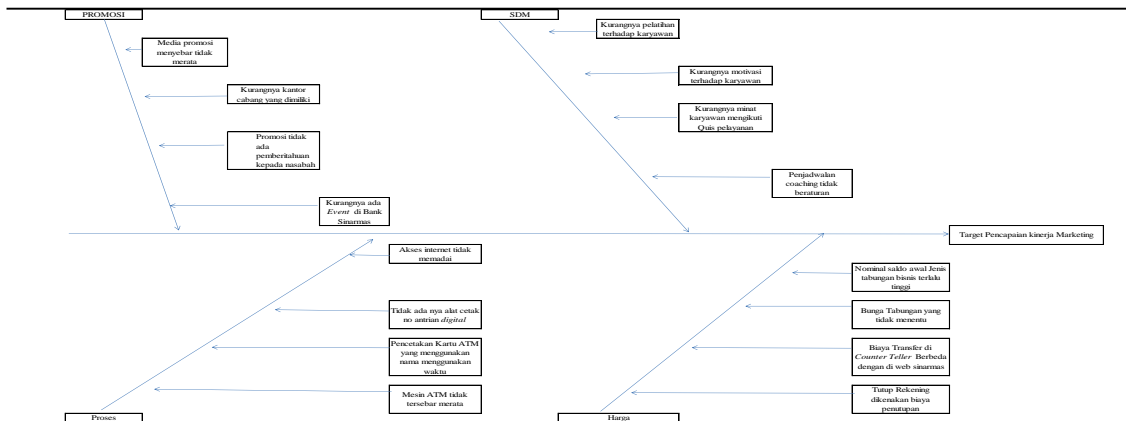 PROMOSI
Media promosi
menyebar tidak
merata
Kurangnya kantor
cabang yang dimiliki
Promosi tidak
ada
pemberitahuan
kepada nasabah
Kurangnya ada
Event di Bank
Sinarmas
SDM
Kurangnya pelatihan
terhadap karyawan
Kurangnya motivasi
terhadap karyawan
Kurangnya minat
karyawan mengikuti
Quis pelayanan
Penjadwalan
coaching tidak
beraturan
Target Pencapaian kinerja Marketing
Akses internet tidak
memadai
Tidak ada nya alat cetak
no antrian digital
Pencetakan Kartu ATM
yang menggunakan
nama menggunakan
waktu
Mesin ATM tidak
tersebar merata
Proses
Nominal saldo awal Jenis
tabungan bisnis terlalu
tinggi
Bunga Tabungan yang
tidak menentu
Biaya Transfer di
Counter Teller Berbeda
dengan di web sinarmas
Tutup Rekening
dikenakan biaya
penutupan
Harga